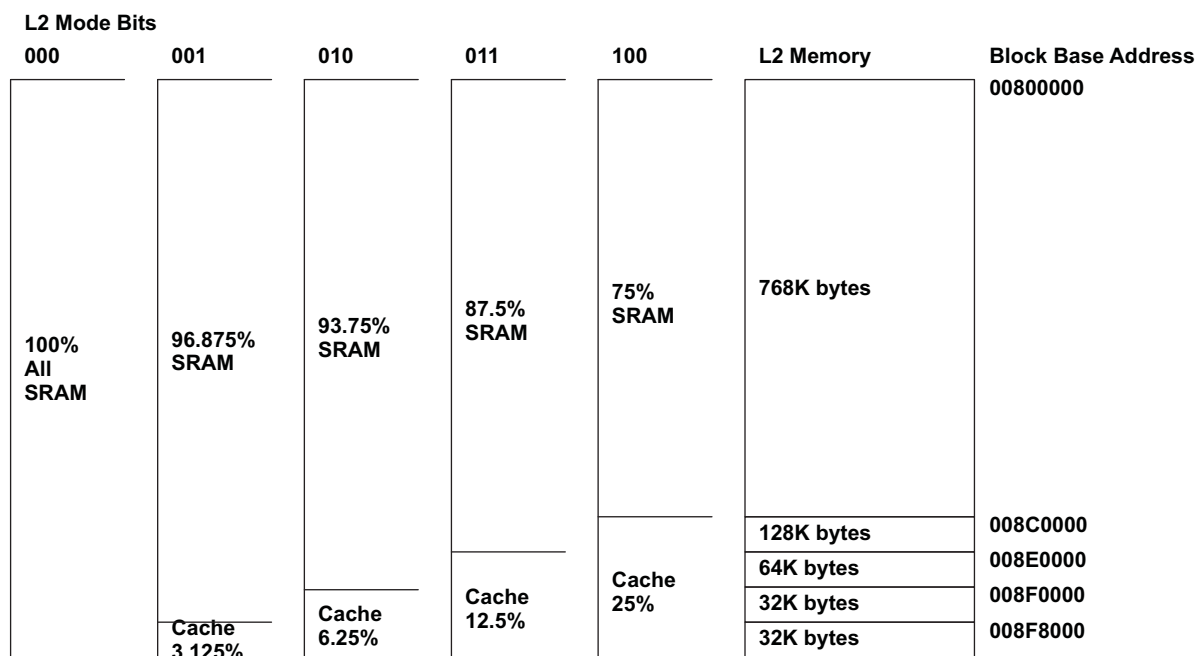 L2 Mode Bits
000 001 010 011 100 L2 Memory Block Base Address
00800000
768K bytes
75%
SRAM
87.5%
SRAM
93.75%
SRAM
96.875%
SRAM
100%
All
SRAM
008C0000
128K bytes
008E0000
64K bytes
Cache
25%
008F0000
32K bytes
Cache
12.5%
Cache
6.25%
Cache
3.125%
008F8000
32K bytes